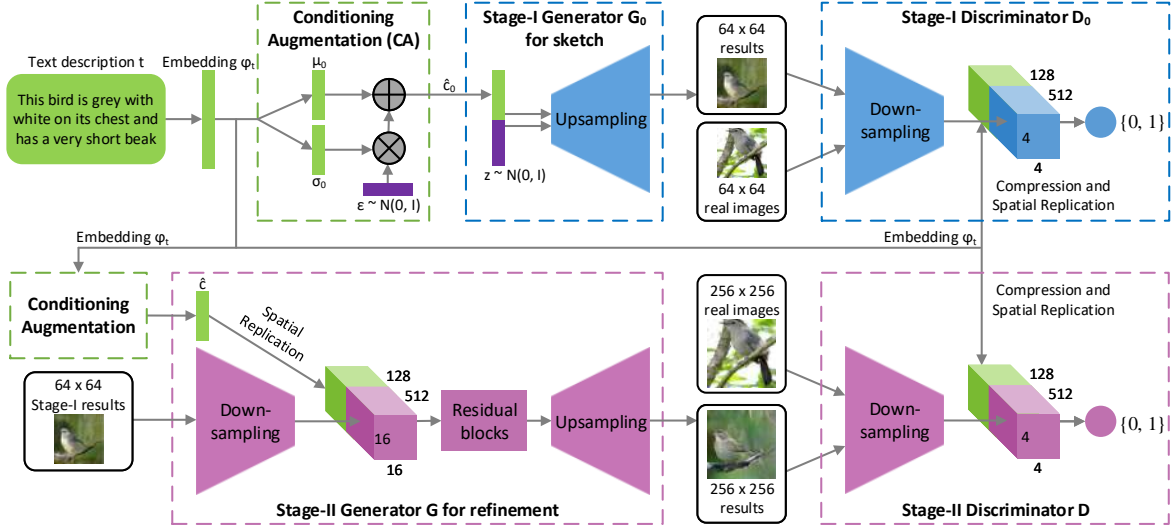 Conditioning
Augmentation (CA)
Stage-I Generator G₀
for sketch
Stage-I Discriminator D₀
Text description t
Embedding φₜ
This bird is grey with
white on its chest and
has a very short beak
μ₀
σ₀
ε ~ N(0, I)
ĉ₀
z ~ N(0, I)
Upsampling
64 x 64
results
64 x 64
real images
Down-
sampling
128
512
4
4
{0, 1}
Compression and
Spatial Replication
Embedding φₜ
Embedding φₜ
Conditioning
Augmentation
ĉ
Spatial
Replication
64 x 64
Stage-I results
Down-
sampling
128
512
16
16
Residual
blocks
Upsampling
Stage-II Generator G for refinement
256 x 256
real images
256 x 256
results
Compression and
Spatial Replication
Down-
sampling
128
512
4
4
{0, 1}
Stage-II Discriminator D